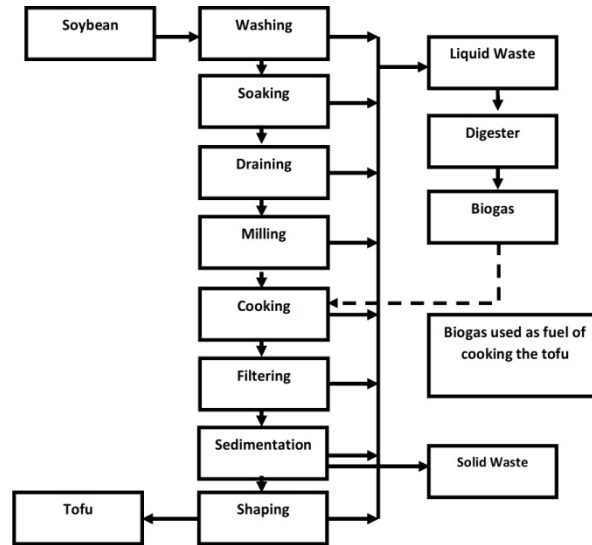 Soybean
Washing
Liquid Waste
Soaking
Digester
Draining
Biogas
Milling
Cooking
Biogas used as fuel of
cooking the tofu
Filtering
Sedimentation
Solid Waste
Tofu
Shaping